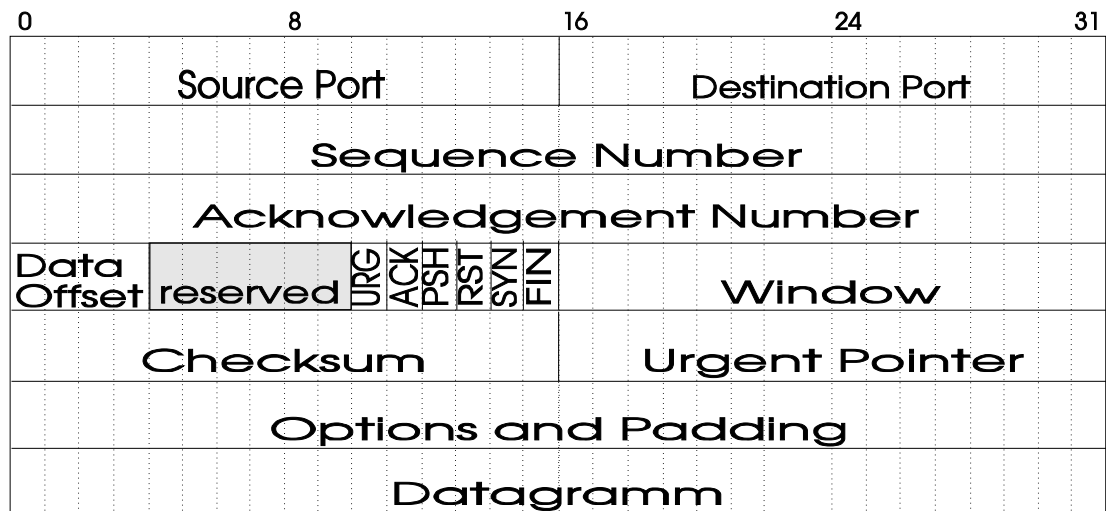 0 8 16 24 31
Source Port Destination Port
Sequence Number
Acknowledgement Number
Data
Offset
reserved
URG
ACK
PSH
RST
SYN
FIN
Window
Checksum Urgent Pointer
Options and Padding
Datagramm